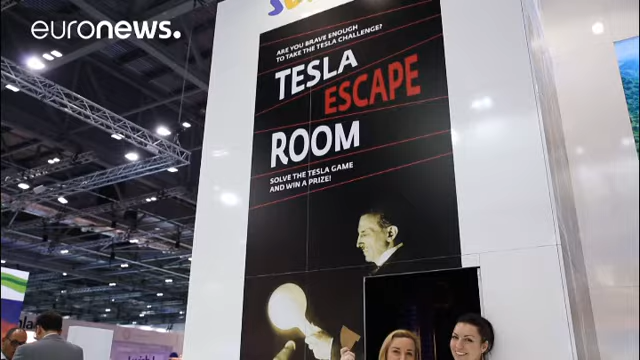 euronews.
ARE YOU BRAVE ENOUGH
TO TAKE THE TESLA CHALLENGE?
TESLA
ESCAPE
ROOM
SOLVE THE TESLA GAME
AND WIN A PRIZE!